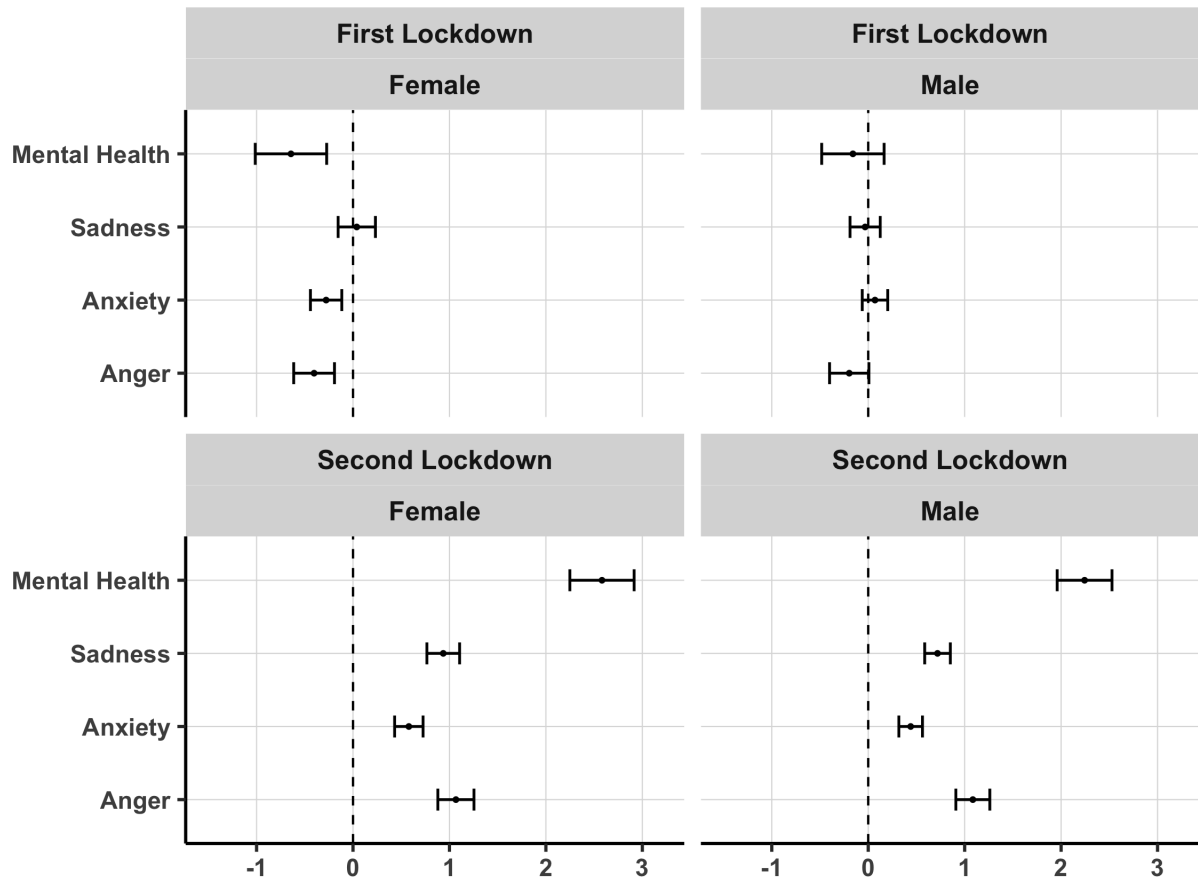 First Lockdown First Lockdown
Female Male
Mental Health
Sadness
Anxiety
Anger
Second Lockdown Second Lockdown
Female Male
Mental Health
Sadness
Anxiety
Anger
-1 0 1 2 3 -1 0 1 2 3